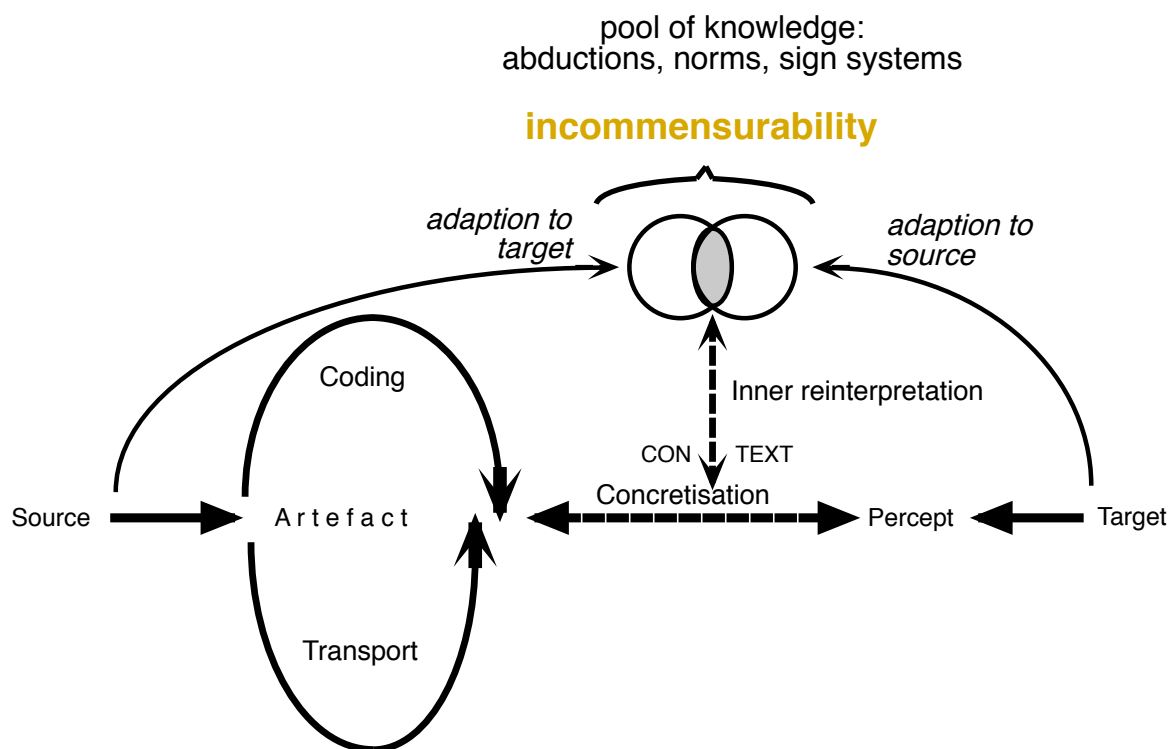 pool of knowledge:
abductions, norms, sign systems
incommensurability
adaption to
target
adaption to
source
Coding
Inner reinterpretation
CON TEXT
Concretisation
Source
Artefact
Percept
Target
Transport